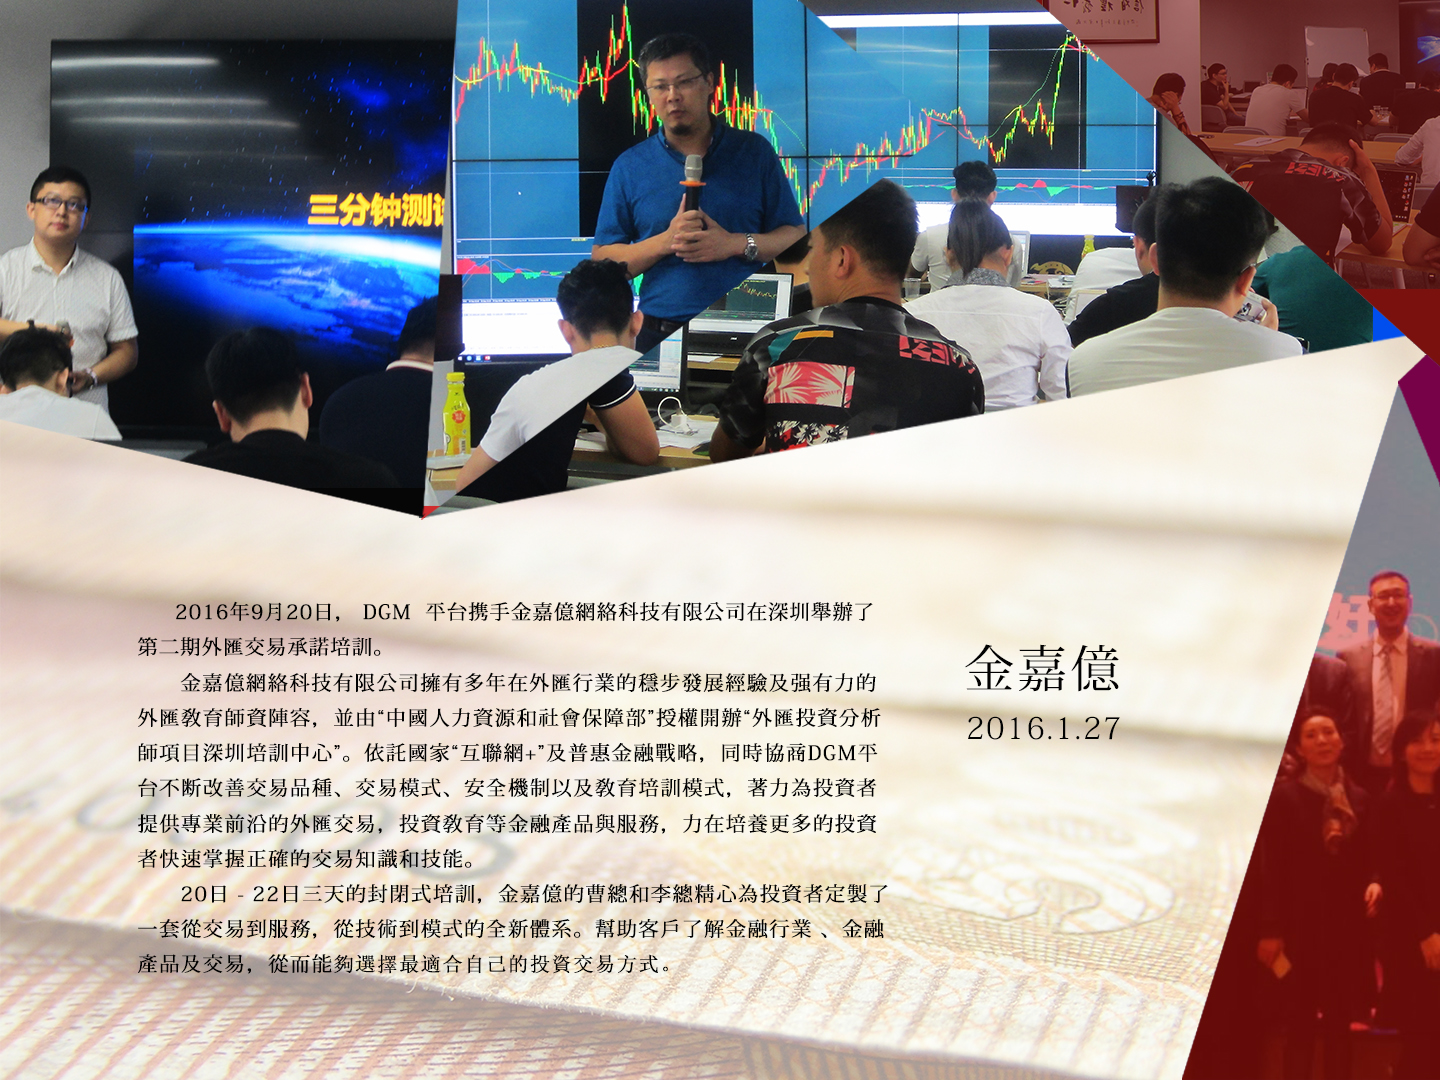 三分钟测试
2016年9月20日， DGM 平台携手金嘉億網絡科技有限公司在深圳舉辦了
第二期外匯交易承諾培訓。
金嘉億網絡科技有限公司擁有多年在外匯行業的穩步發展經驗及强有力的
外匯教育師資陣容，並由“中國人力資源和社會保障部”授權開辦“外匯投資分析
師項目深圳培訓中心”。依託國家“互聯網+”及普惠金融戰略，同時協商DGM平
台不断改善交易品種、交易模式、安全機制以及教育培訓模式，著力為投資者
提供專業前沿的外匯交易，投資教育等金融產品與服務，力在培養更多的投資
者快速掌握正確的交易知識和技能。
20日 - 22日三天的封閉式培訓，金嘉億的曹總和李總精心為投資者定製了
一套從交易到服務，從技術到模式的全新體系。幫助客戶了解金融行業 、金融
產品及交易，從而能夠選擇最適合自己的投資交易方式。
金嘉億
2016.1.27
好